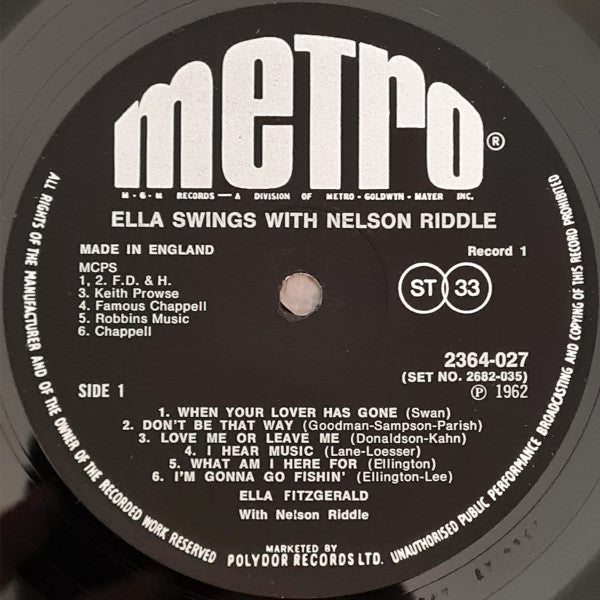 metro®
M-G-M RECORDS — A DIVISION OF METRO-GOLDWYN-MAYER INC.
ELLA SWINGS WITH NELSON RIDDLE
MADE IN ENGLAND
Record 1
MCPS
1, 2. F.D. & H.
3. Keith Prowse
4. Famous Chappell
5. Robbins Music
6. Chappell
ST 33
2364-027
(SET NO. 2682-035)
SIDE 1
℗ 1962
1. WHEN YOUR LOVER HAS GONE (Swan)
2. DON'T BE THAT WAY (Goodman-Sampson-Parish)
3. LOVE ME OR LEAVE ME (Donaldson-Kahn)
4. I HEAR MUSIC (Lane-Loesser)
5. WHAT AM I HERE FOR (Ellington)
6. I'M GONNA GO FISHIN' (Ellington-Lee)
ELLA FITZGERALD
With Nelson Riddle
MARKETED BY
POLYDOR RECORDS LTD.
ALL RIGHTS OF THE MANUFACTURER AND OF THE OWNER OF THE RECORDED WORK RESERVED
UNAUTHORISED PUBLIC PERFORMANCE BROADCASTING AND COPYING OF THIS RECORD PROHIBITED